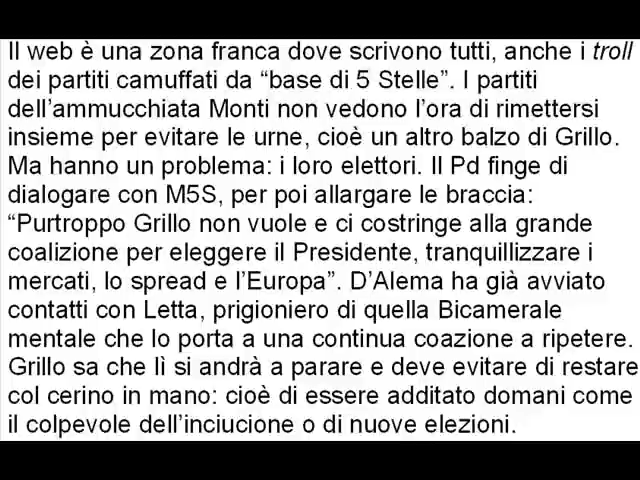 Il web è una zona franca dove scrivono tutti, anche i troll
dei partiti camuffati da “base di 5 Stelle”. I partiti
dell’ammucchiata Monti non vedono l’ora di rimettersi
insieme per evitare le urne, cioè un altro balzo di Grillo.
Ma hanno un problema: i loro elettori. Il Pd finge di
dialogare con M5S, per poi allargare le braccia:
“Purtroppo Grillo non vuole e ci costringe alla grande
coalizione per eleggere il Presidente, tranquillizzare i
mercati, lo spread e l’Europa”. D’Alema ha già avviato
contatti con Letta, prigioniero di quella Bicamerale
mentale che lo porta a una continua coazione a ripetere.
Grillo sa che lì si andrà a parare e deve evitare di restare
col cerino in mano: cioè di essere additato domani come
il colpevole dell’inciucione o di nuove elezioni.